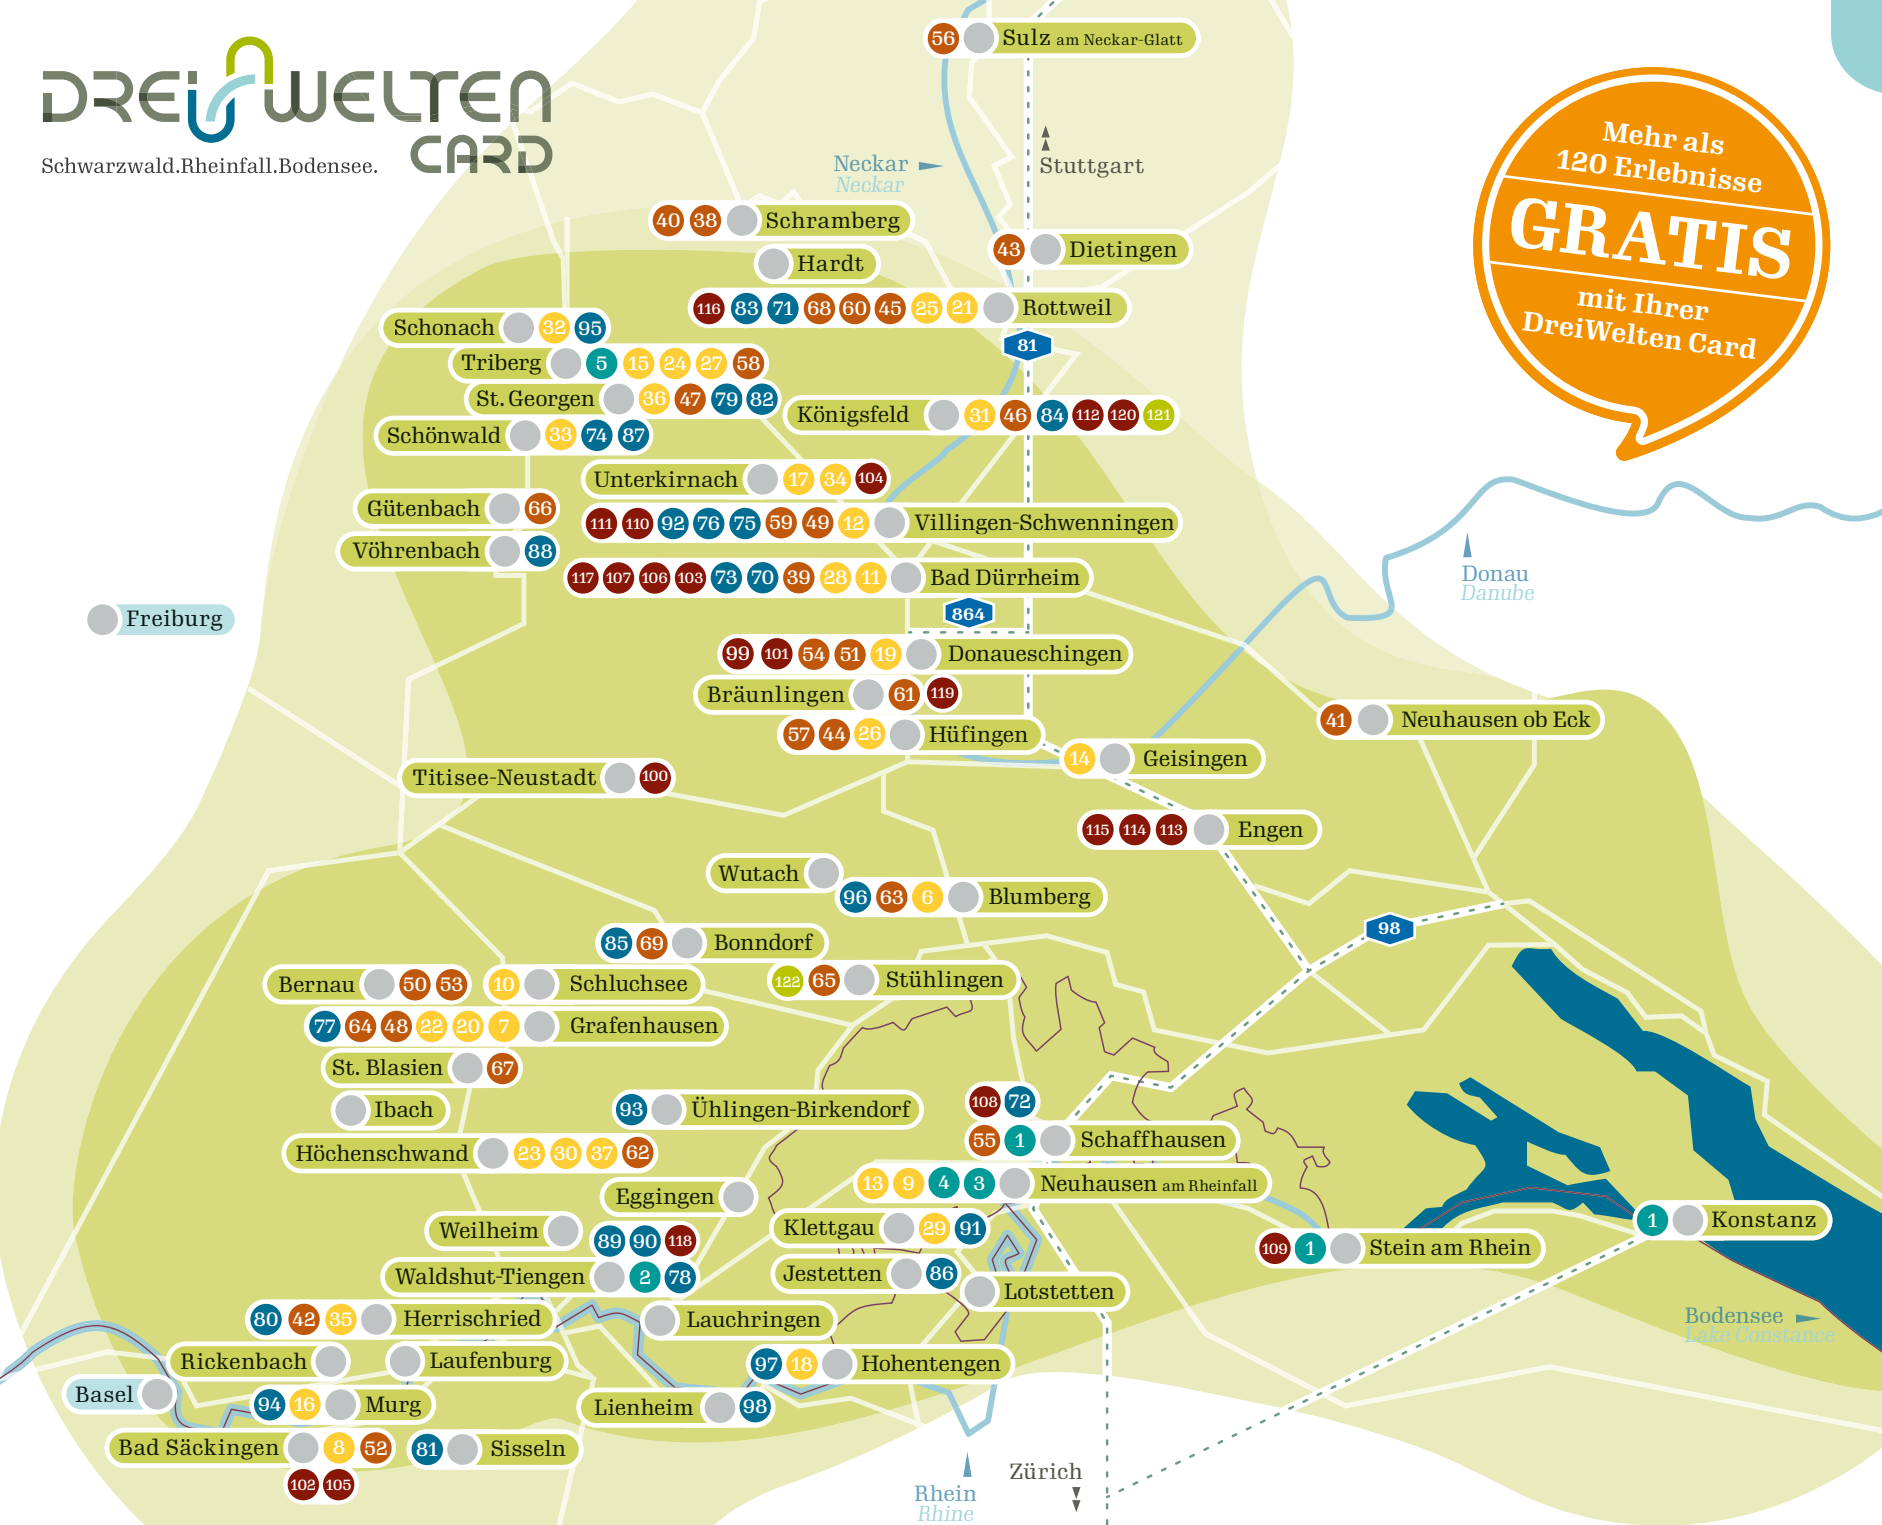 DREIWELTEN
CARD
Schwarzwald.Rheinfall.Bodensee.
Mehr als
120 Erlebnisse
GRATIS
mit Ihrer
DreiWelten Card
56 Sulz am Neckar-Glatt
Neckar
Neckar
Stuttgart
40 38 Schramberg
43 Dietingen
Hardt
116 83 71 68 60 45 25 21 Rottweil
Schonach 32 95
81
Triberg 5 15 24 27 58
St. Georgen 36 47 79 82
Königsfeld 31 46 84 112 120 121
Schönwald 33 74 87
Unterkirnach 17 34 104
Gütenbach 66
111 110 92 76 75 59 49 12 Villingen-Schwenningen
Vöhrenbach 88
117 107 106 103 73 70 39 28 11 Bad Dürrheim
Donau
Danube
864
Freiburg
99 101 54 51 19 Donaueschingen
Bräunlingen 61 119
41 Neuhausen ob Eck
57 44 26 Hüfingen
14 Geisingen
Titisee-Neustadt 100
115 114 113 Engen
Wutach
96 63 6 Blumberg
98
85 69 Bonndorf
Bernau 50 53
10 Schluchsee
122 65 Stühlingen
77 64 48 22 20 7 Grafenhausen
St. Blasien 67
108 72
Ibach
93 Ühlingen-Birkendorf
55 1 Schaffhausen
Höchenschwand 23 30 37 62
13 9 4 3 Neuhausen am Rheinfall
Eggingen
1 Konstanz
Weilheim
89 90 118
Klettgau 29 91
109 1 Stein am Rhein
Waldshut-Tiengen 2 78
Jestetten 86
Lotstetten
Bodensee
Lake Constance
80 42 35 Herrischried
Lauchringen
Rickenbach
Laufenburg
97 18 Hohentengen
Basel
94 16 Murg
Lienheim 98
Bad Säckingen 8 52
81 Sisseln
102 105
Zürich
Rhein
Rhine